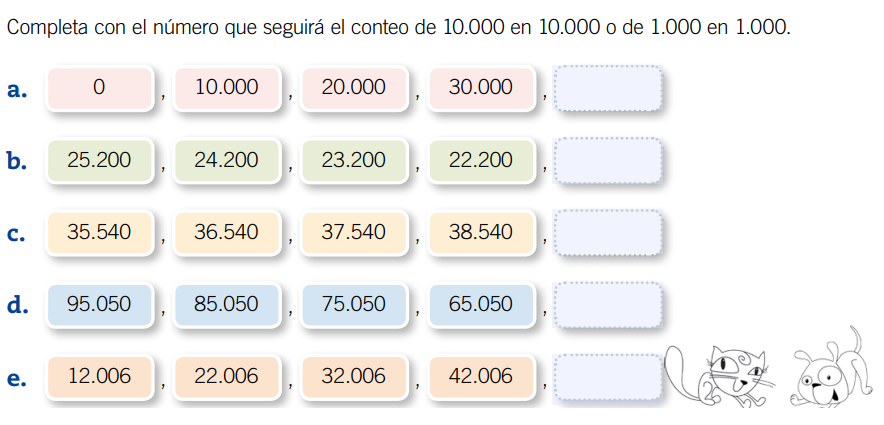 Completa con el número que seguirá el conteo de 10.000 en 10.000 o de 1.000 en 1.000.
a. 0 , 10.000 , 20.000 , 30.000 ,
b. 25.200 , 24.200 , 23.200 , 22.200 ,
c. 35.540 , 36.540 , 37.540 , 38.540 ,
d. 95.050 , 85.050 , 75.050 , 65.050 ,
e. 12.006 , 22.006 , 32.006 , 42.006 ,